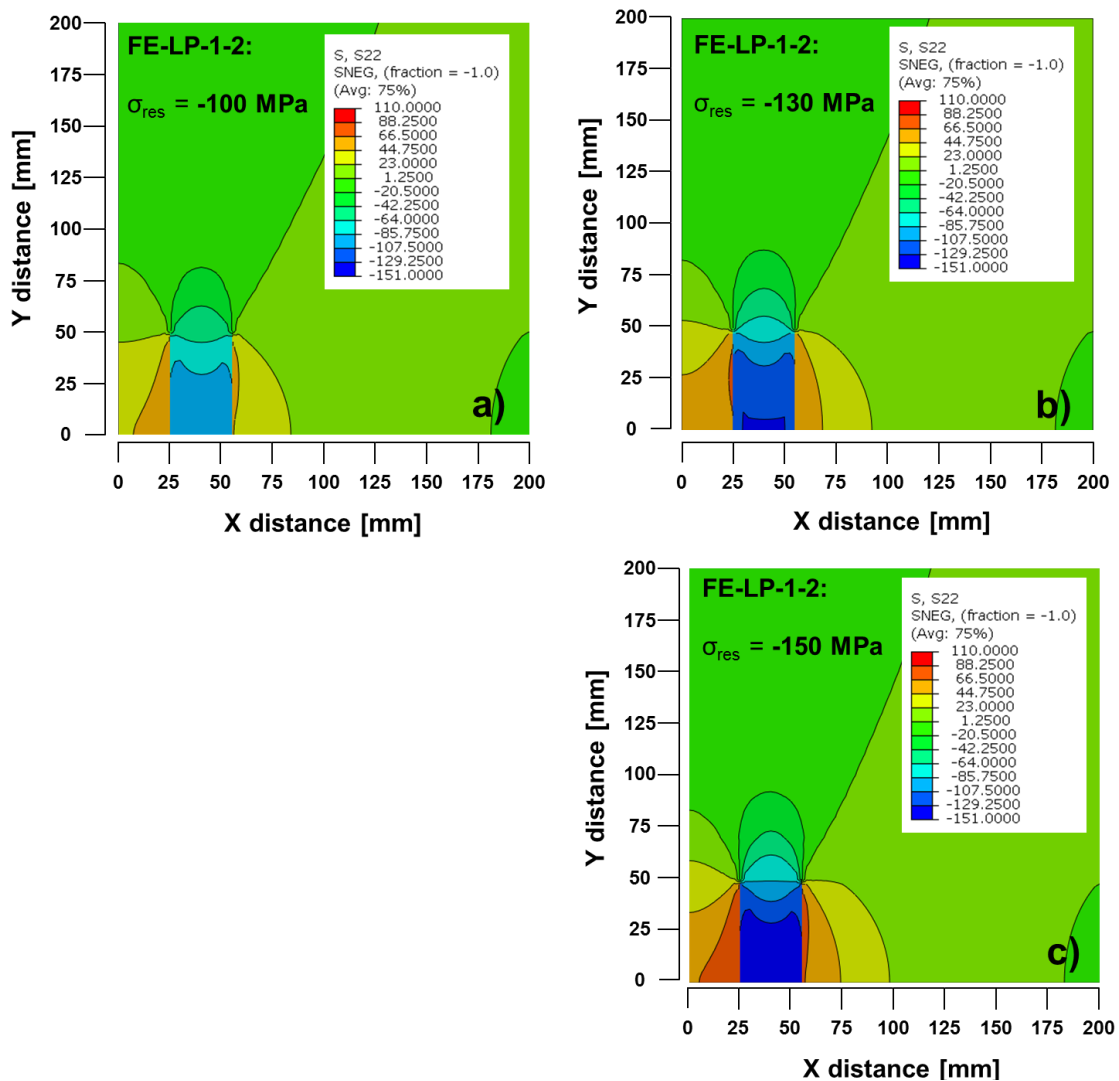 FE-LP-1-2:
σres = -100 MPa
S, S22
SNEG, (fraction = -1.0)
(Avg: 75%)
110.0000
88.2500
66.5000
44.7500
23.0000
1.2500
-20.5000
-42.2500
-64.0000
-85.7500
-107.5000
-129.2500
-151.0000
a)
Y distance [mm]
200
175
150
125
100
75
50
25
0
0 25 50 75 100 125 150 175 200
X distance [mm]
FE-LP-1-2:
σres = -130 MPa
S, S22
SNEG, (fraction = -1.0)
(Avg: 75%)
110.0000
88.2500
66.5000
44.7500
23.0000
1.2500
-20.5000
-42.2500
-64.0000
-85.7500
-107.5000
-129.2500
-151.0000
b)
Y distance [mm]
200
175
150
125
100
75
50
25
0
0 25 50 75 100 125 150 175 200
X distance [mm]
FE-LP-1-2:
σres = -150 MPa
S, S22
SNEG, (fraction = -1.0)
(Avg: 75%)
110.0000
88.2500
66.5000
44.7500
23.0000
1.2500
-20.5000
-42.2500
-64.0000
-85.7500
-107.5000
-129.2500
-151.0000
c)
Y distance [mm]
200
175
150
125
100
75
50
25
0
0 25 50 75 100 125 150 175 200
X distance [mm]